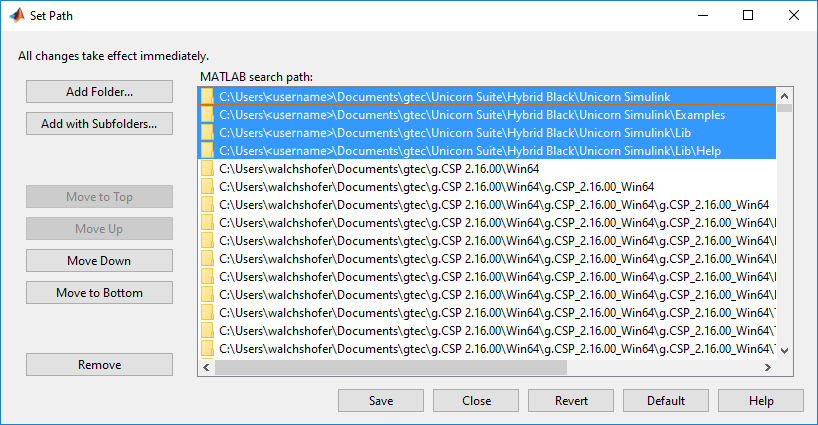 Set Path
All changes take effect immediately.
MATLAB search path:
Add Folder...
Add with Subfolders...
Move to Top
Move Up
Move Down
Move to Bottom
Remove
C:\Users\<username>\Documents\gtec\Unicorn Suite\Hybrid Black\Unicorn Simulink
C:\Users\<username>\Documents\gtec\Unicorn Suite\Hybrid Black\Unicorn Simulink\Examples
C:\Users\<username>\Documents\gtec\Unicorn Suite\Hybrid Black\Unicorn Simulink\Lib
C:\Users\<username>\Documents\gtec\Unicorn Suite\Hybrid Black\Unicorn Simulink\Lib\Help
C:\Users\walchshofer\Documents\gtec\g.CSP 2.16.00\Win64
C:\Users\walchshofer\Documents\gtec\g.CSP 2.16.00\Win64\g.CSP_2.16.00_Win64
C:\Users\walchshofer\Documents\gtec\g.CSP 2.16.00\Win64\g.CSP_2.16.00_Win64\g.CSP_2.16.00_Win64
C:\Users\walchshofer\Documents\gtec\g.CSP 2.16.00\Win64\g.CSP_2.16.00_Win64\g.CSP_2.16.00_Win64\
C:\Users\walchshofer\Documents\gtec\g.CSP 2.16.00\Win64\g.CSP_2.16.00_Win64\g.CSP_2.16.00_Win64\
C:\Users\walchshofer\Documents\gtec\g.CSP 2.16.00\Win64\g.CSP_2.16.00_Win64\g.CSP_2.16.00_Win64\
C:\Users\walchshofer\Documents\gtec\g.CSP 2.16.00\Win64\g.CSP_2.16.00_Win64\g.CSP_2.16.00_Win64\
C:\Users\walchshofer\Documents\gtec\g.CSP 2.16.00\Win64\g.CSP_2.16.00_Win64\g.CSP_2.16.00_Win64\
C:\Users\walchshofer\Documents\gtec\g.CSP 2.16.00\Win64\g.CSP_2.16.00_Win64\g.CSP_2.16.00_Win64\
C:\Users\walchshofer\Documents\gtec\g.CSP 2.16.00\Win64\g.CSP_2.16.00_Win64\g.CSP_2.16.00_Win64\
C:\Users\walchshofer\Documents\gtec\g.CSP 2.16.00\Win64\g.CSP_2.16.00_Win64\g.CSP_2.16.00_Win64\
Save
Close
Revert
Default
Help